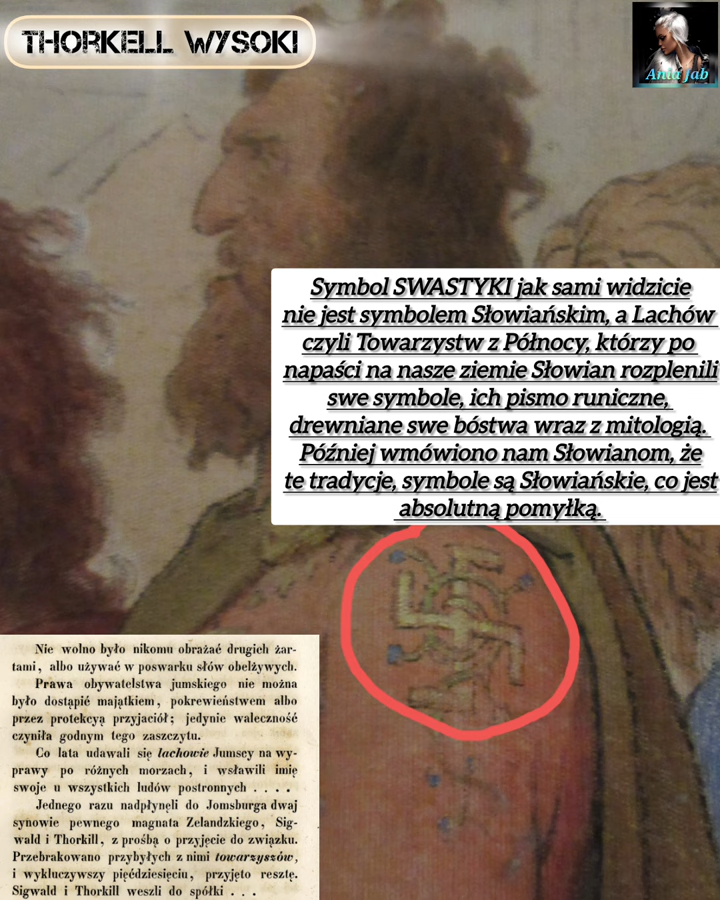 THORKELL WYSOKI
Ania jab
Symbol SWASTYKI jak sami widzicie
nie jest symbolem Słowiańskim, a Lachów
czyli Towarzystw z Północy, którzy po
napaści na nasze ziemie Słowian rozplenili
swe symbole, ich pismo runiczne,
drewniane swe bóstwa wraz z mitologią.
Później wmówiono nam Słowianom, że
te tradycje, symbole są Słowiańskie, co jest
absolutną pomyłką.
Nie wolno było nikomu obrażać drugich żar-
tami, albo używać w poswarku słów obelżywych.
Prawa obywatelstwa jumskiego nie można
było dostąpić majątkiem, pokrewieństwem albo
przez protekcyą przyjaciół; jedynie waleczność
czyniła godnym tego zaszczytu.
Co lata udawali się lachowie Jumscy na wy-
prawy po różnych morzach, i wsławili imię
swoje u wszystkich ludów postronnych . . . .
Jednego razu nadpłynęli do Jomsburga dwaj
synowie pewnego magnata Zelandzkiego, Sig-
wald i Thorkill, z prośbą o przyjęcie do związku.
Przebrakowano przybyłych z nimi towarzyszów,
i wykluczywszy pięćdziesięciu, przyjęto resztę.
Sigwald i Thorkill weszli do spółki . . .